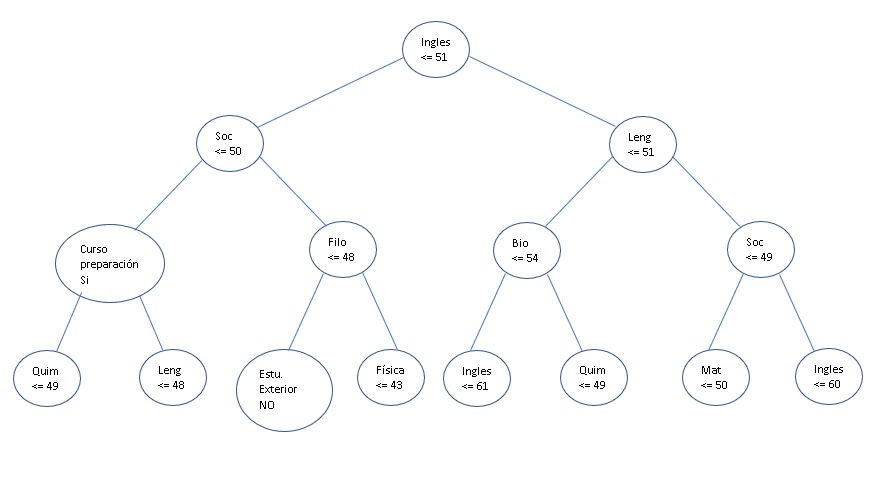 Ingles
<= 51
Soc
<= 50
Leng
<= 51
Curso
preparación
Si
Filo
<= 48
Bio
<= 54
Soc
<= 49
Quim
<= 49
Leng
<= 48
Estu.
Exterior
NO
Física
<= 43
Ingles
<= 61
Quim
<= 49
Mat
<= 50
Ingles
<= 60